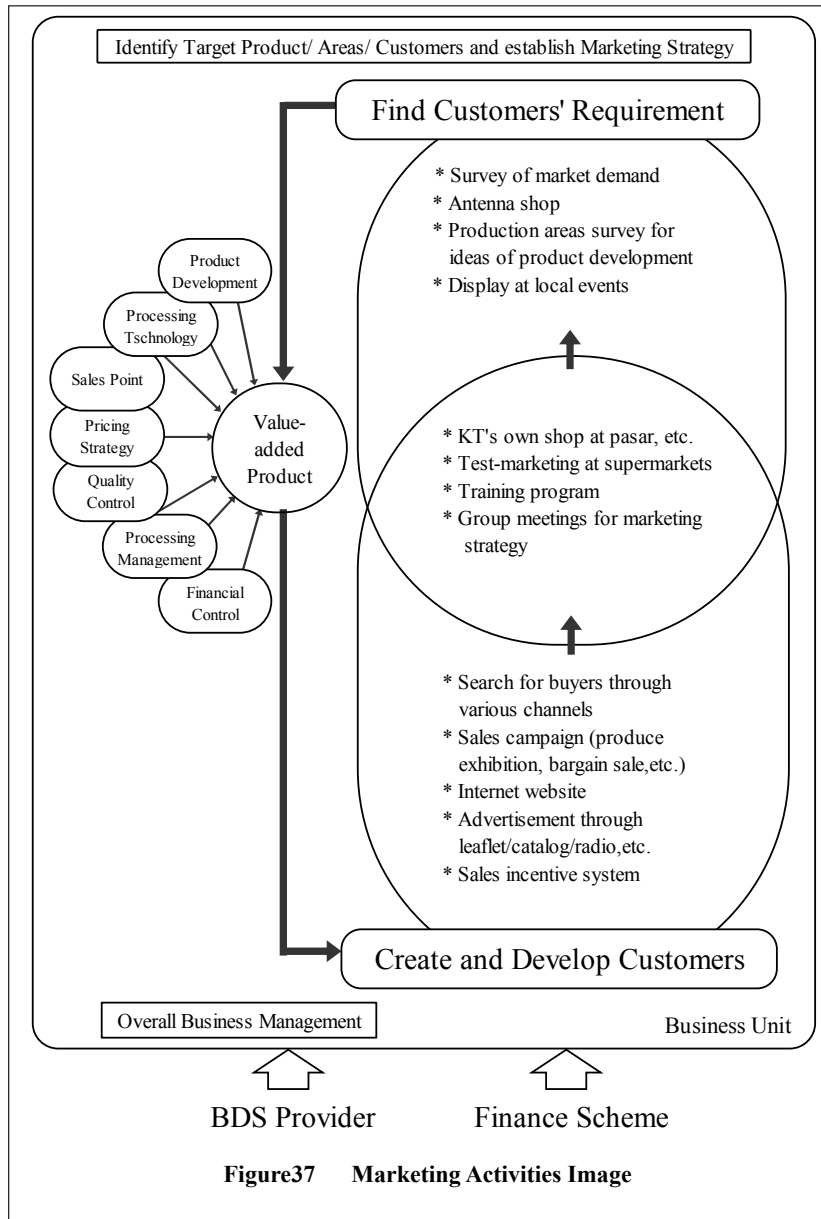 Identify Target Product/ Areas/ Customers and establish Marketing Strategy
Find Customers' Requirement
* Survey of market demand
* Antenna shop
* Production areas survey for
ideas of product development
* Display at local events
Product
Development
Processing
Tschnology
Sales Point
Pricing
Strategy
Quality
Control
Processing
Management
Financial
Control
Value-
added
Product
* KT's own shop at pasar, etc.
* Test-marketing at supermarkets
* Training program
* Group meetings for marketing
strategy
* Search for buyers through
various channels
* Sales campaign (produce
exhibition, bargain sale,etc.)
* Internet website
* Advertisement through
leaflet/catalog/radio,etc.
* Sales incentive system
Create and Develop Customers
Overall Business Management
Business Unit
BDS Provider
Finance Scheme
Figure37 Marketing Activities Image